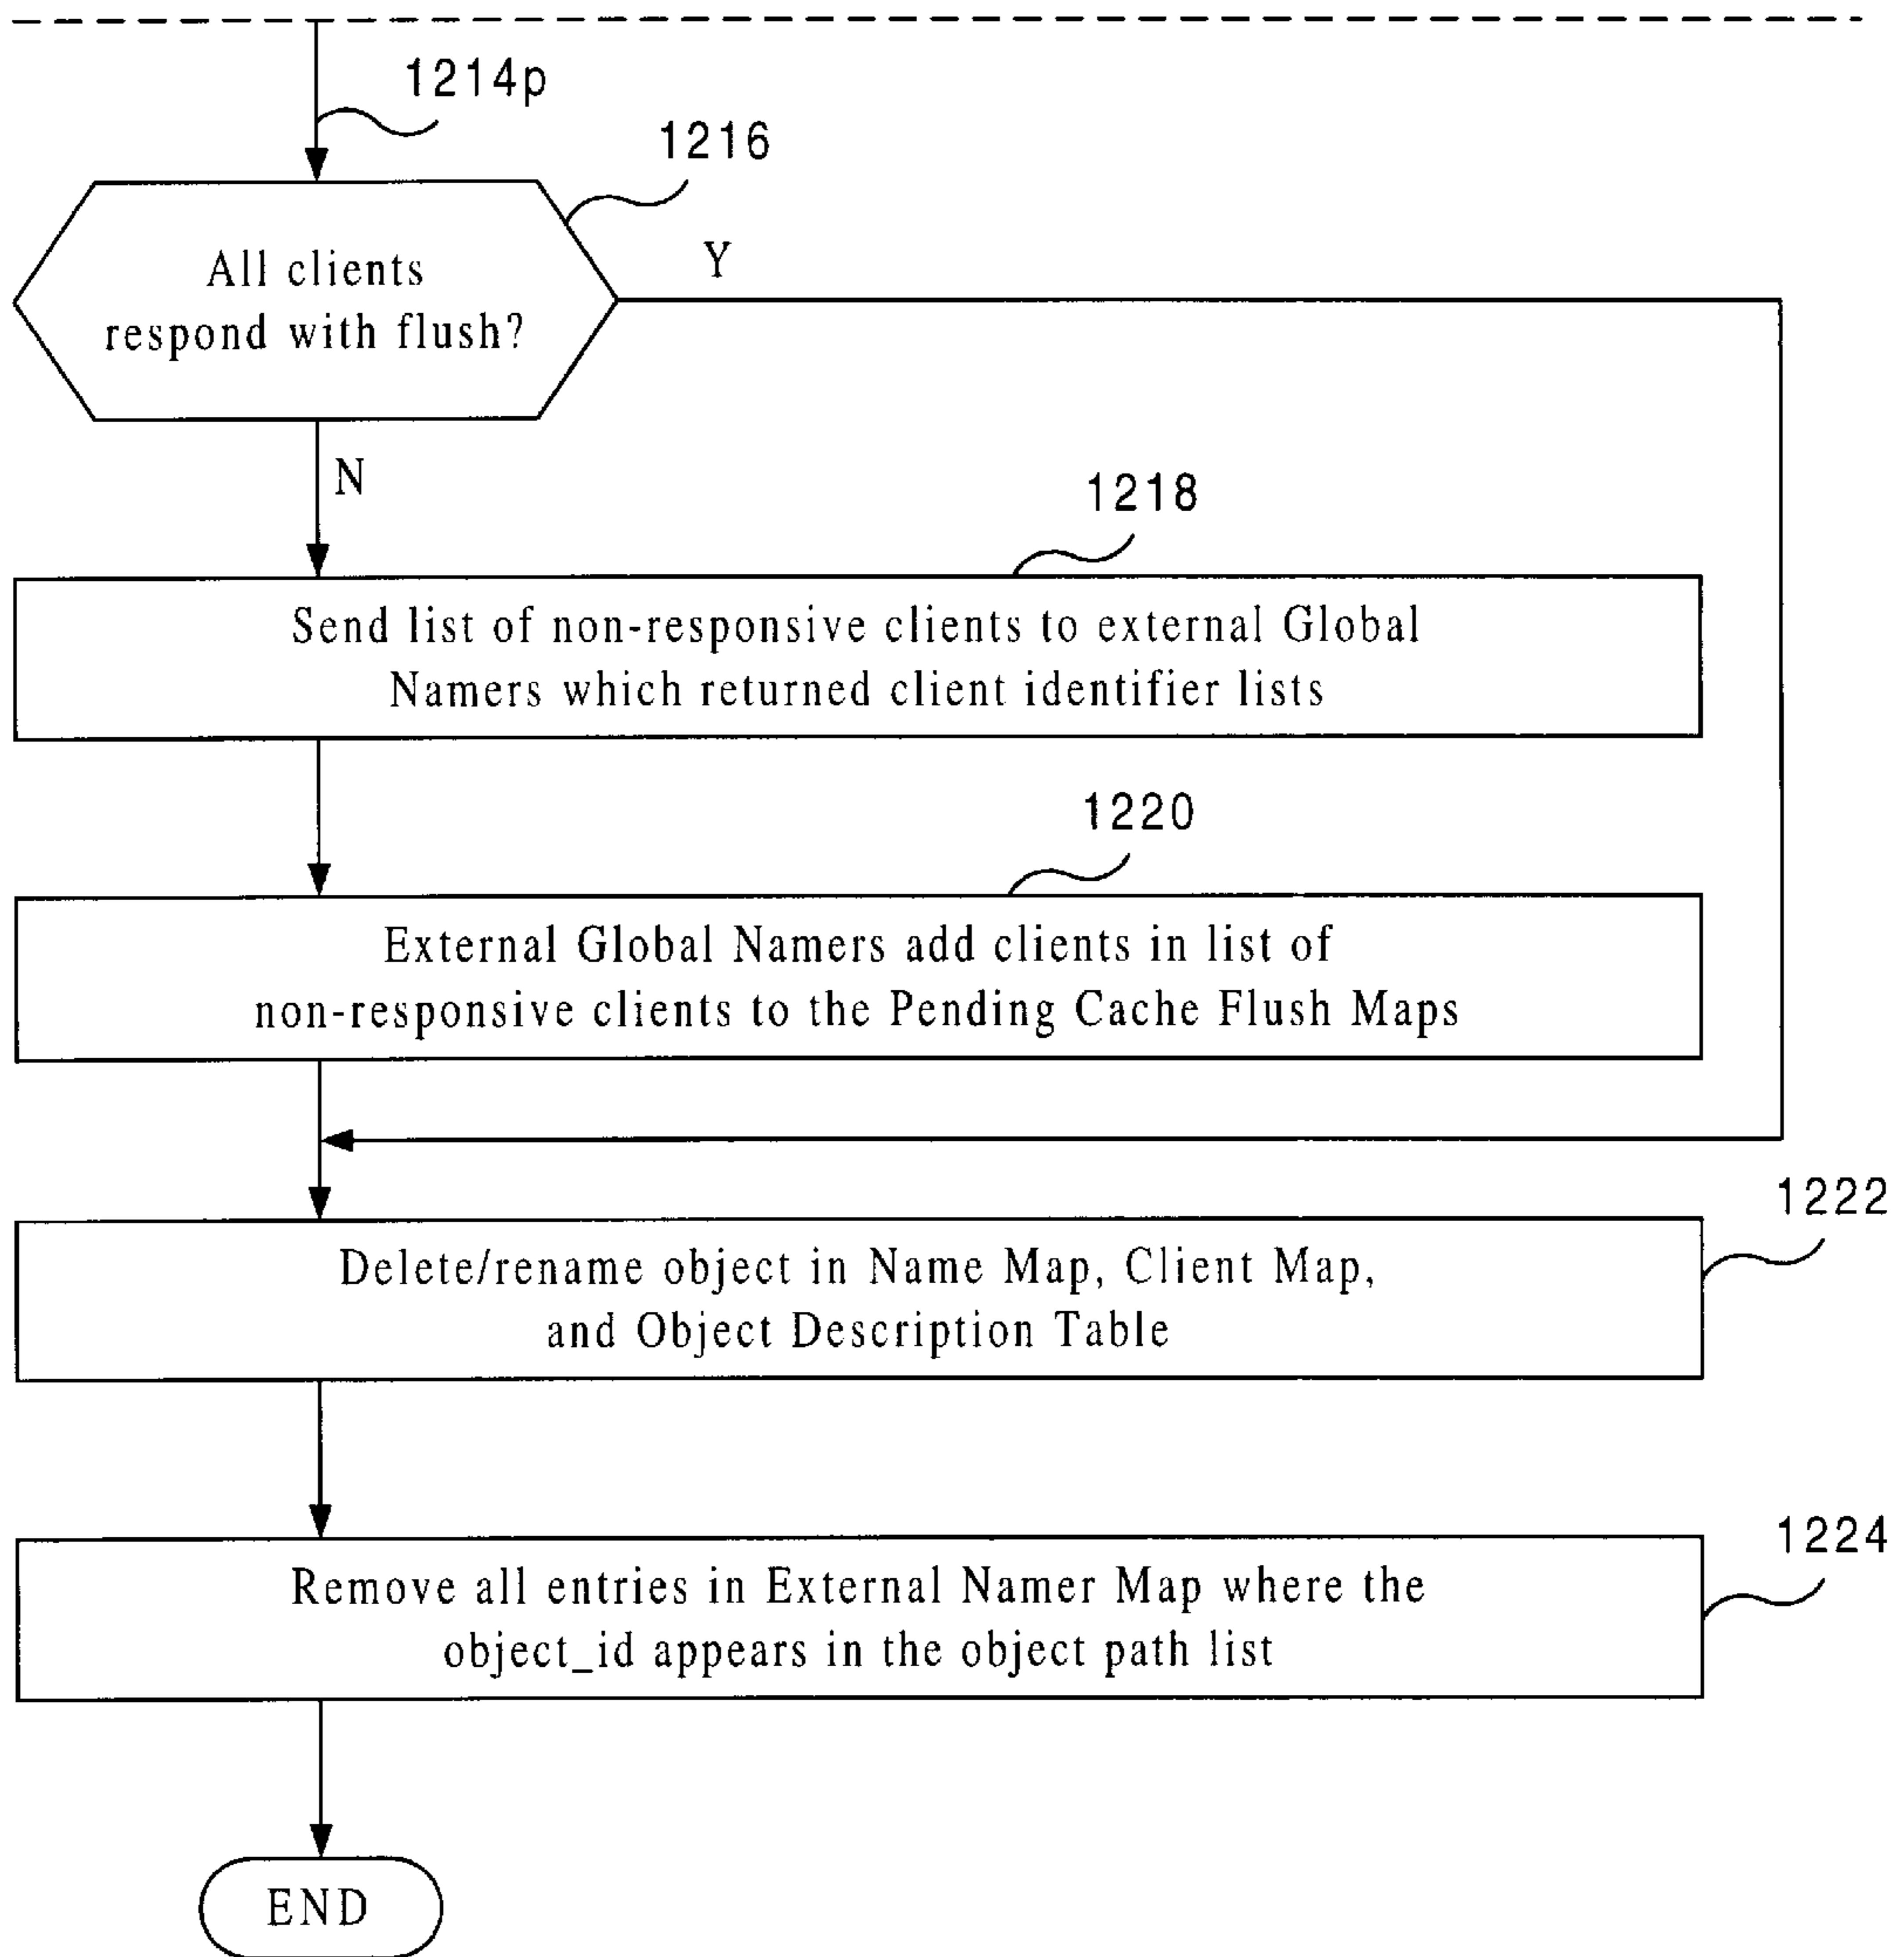 1214p
1216
All clients
respond with flush?
Y
N
1218
Send list of non-responsive clients to external Global
Namers which returned client identifier lists
1220
External Global Namers add clients in list of
non-responsive clients to the Pending Cache Flush Maps
1222
Delete/rename object in Name Map, Client Map,
and Object Description Table
1224
Remove all entries in External Namer Map where the
object_id appears in the object path list
END